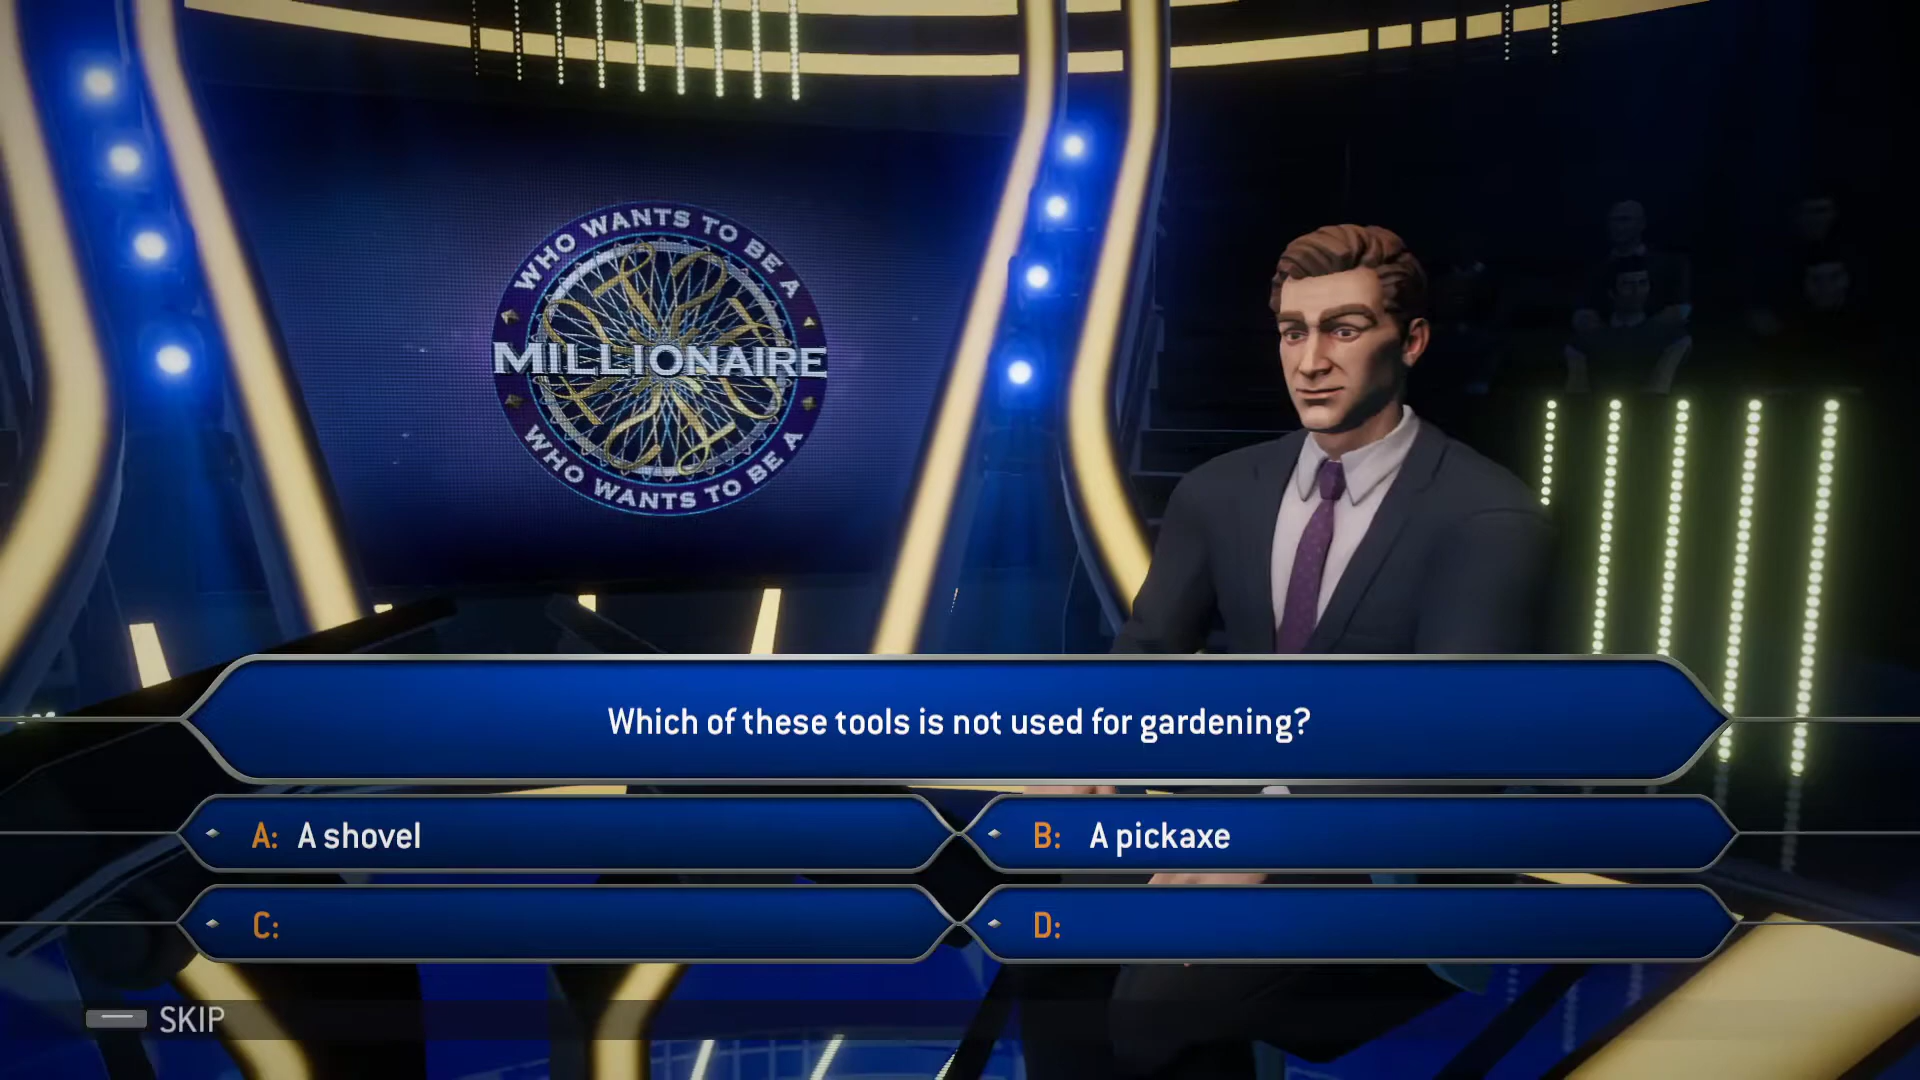 WHO WANTS TO BE A
MILLIONAIRE
WHO WANTS TO BE A
Which of these tools is not used for gardening?
A: A shovel
B: A pickaxe
C:
D:
SKIP